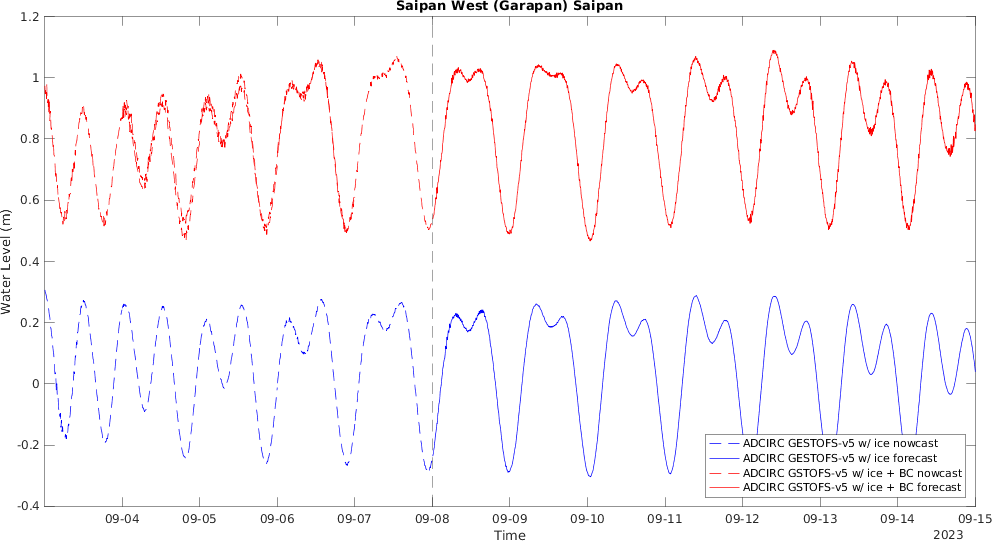 Saipan West (Garapan) Saipan
1.2
1
0.8
0.6
0.4
0.2
0
-0.2
-0.4
Water Level (m)
ADCIRC GESTOFS-v5 w/ ice nowcast
ADCIRC GESTOFS-v5 w/ ice forecast
ADCIRC GSTOFS-v5 w/ ice + BC nowcast
ADCIRC GSTOFS-v5 w/ ice + BC forecast
09-04 09-05 09-06 09-07 09-08 09-09 09-10 09-11 09-12 09-13 09-14 09-15
Time
2023